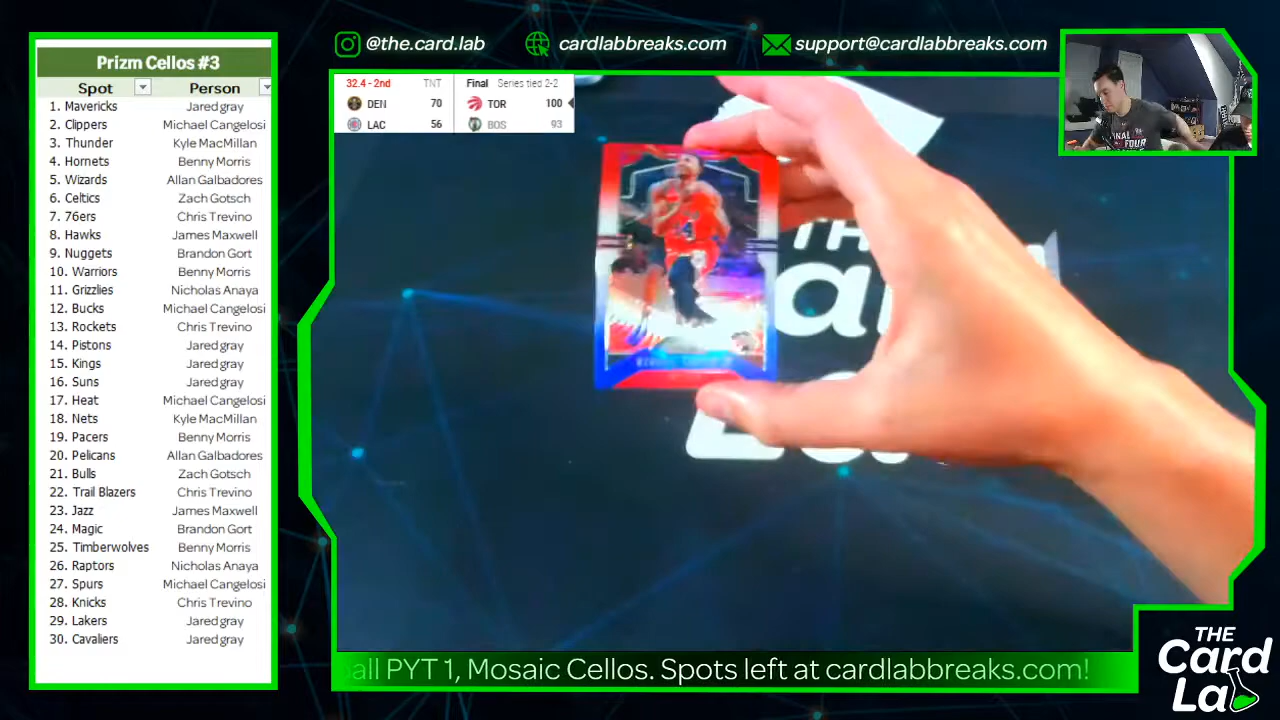 @the.card.lab
cardlabbreaks.com
support@cardlabbreaks.com
Prizm Cellos #3
Spot Person
1. Mavericks Jared gray
2. Clippers Michael Cangelosi
3. Thunder Kyle MacMillan
4. Hornets Benny Morris
5. Wizards Allan Galbadores
6. Celtics Zach Gotsch
7. 76ers Chris Trevino
8. Hawks James Maxwell
9. Nuggets Brandon Gort
10. Warriors Benny Morris
11. Grizzlies Nicholas Anaya
12. Bucks Michael Cangelosi
13. Rockets Chris Trevino
14. Pistons Jared gray
15. Kings Jared gray
16. Suns Jared gray
17. Heat Michael Cangelosi
18. Nets Kyle MacMillan
19. Pacers Benny Morris
20. Pelicans Allan Galbadores
21. Bulls Zach Gotsch
22. Trail Blazers Chris Trevino
23. Jazz James Maxwell
24. Magic Brandon Gort
25. Timberwolves Benny Morris
26. Raptors Nicholas Anaya
27. Spurs Michael Cangelosi
28. Knicks Chris Trevino
29. Lakers Jared gray
30. Cavaliers Jared gray
32.4 - 2nd TNT
DEN 70
LAC 56
Final Series tied 2-2
TOR 100
BOS 93
FINAL
FOUR
PYT 1, Mosaic Cellos. Spots left at cardlabbreaks.com!
THE
Card
La